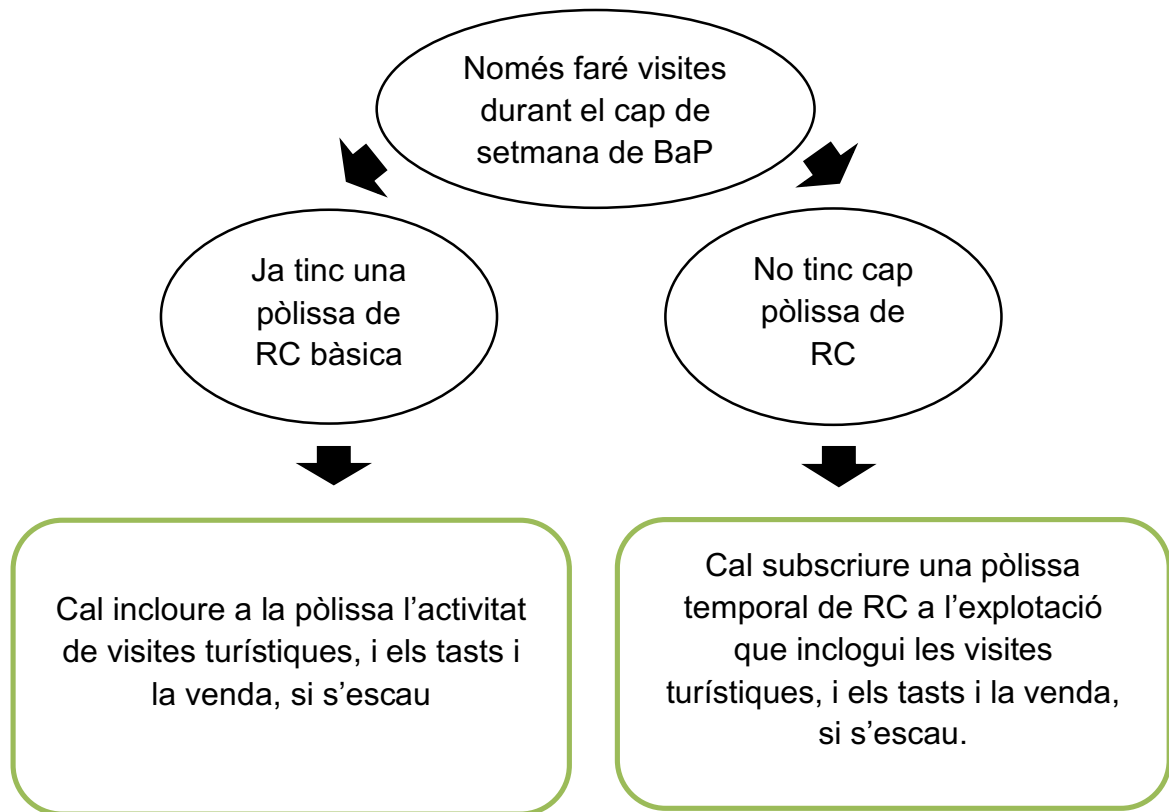 Només faré visites
durant el cap de
setmana de BaP
Ja tinc una
pòlissa de
RC bàsica
No tinc cap
pòlissa de
RC
Cal incloure a la pòlissa l’activitat
de visites turístiques, i els tasts i
la venda, si s’escau
Cal subscriure una pòlissa
temporal de RC a l’explotació
que inclogui les visites
turístiques, i els tasts i la venda,
si s’escau.